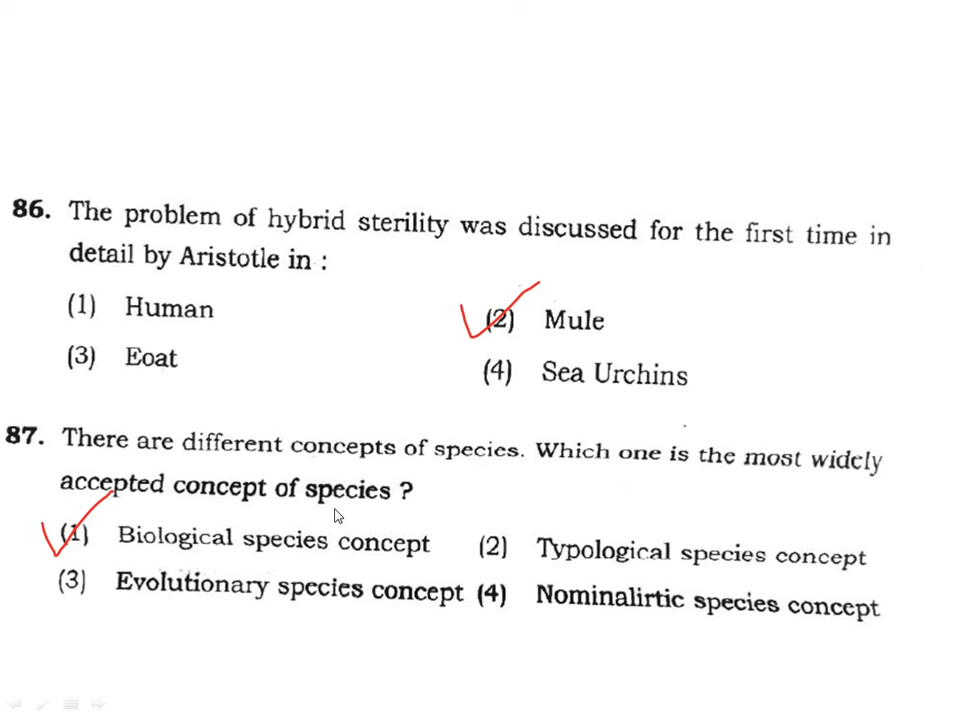 86. The problem of hybrid sterility was discussed for the first time in
detail by Aristotle in :
(1) Human (2) Mule
(3) Eoat (4) Sea Urchins
87. There are different concepts of species. Which one is the most widely
accepted concept of species ?
(1) Biological species concept (2) Typological species concept
(3) Evolutionary species concept (4) Nominalirtic species concept